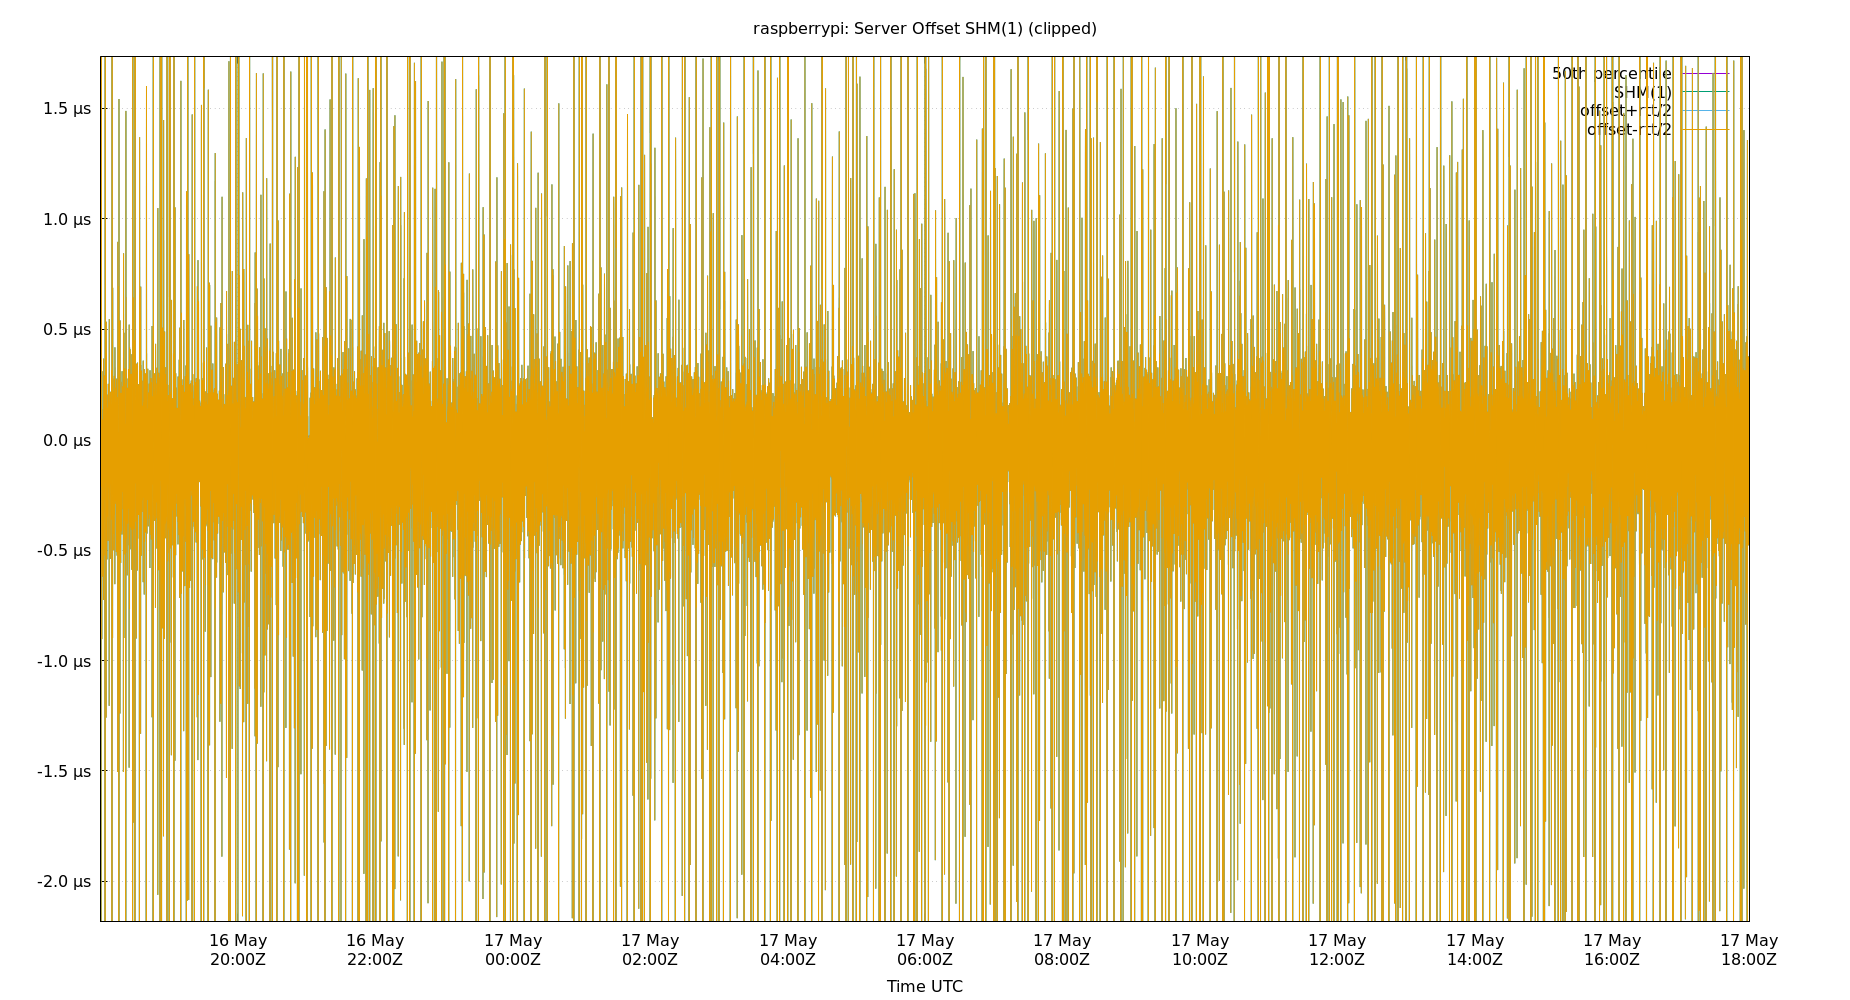 raspberrypi: Server Offset SHM(1) (clipped)
50th percentile
SHM(1)
offset+rtt/2
offset-rtt/2
1.5 µs
1.0 µs
0.5 µs
0.0 µs
-0.5 µs
-1.0 µs
-1.5 µs
-2.0 µs
16 May 16 May 17 May 17 May 17 May 17 May 17 May 17 May 17 May 17 May 17 May 17 May
20:00Z 22:00Z 00:00Z 02:00Z 04:00Z 06:00Z 08:00Z 10:00Z 12:00Z 14:00Z 16:00Z 18:00Z
Time UTC